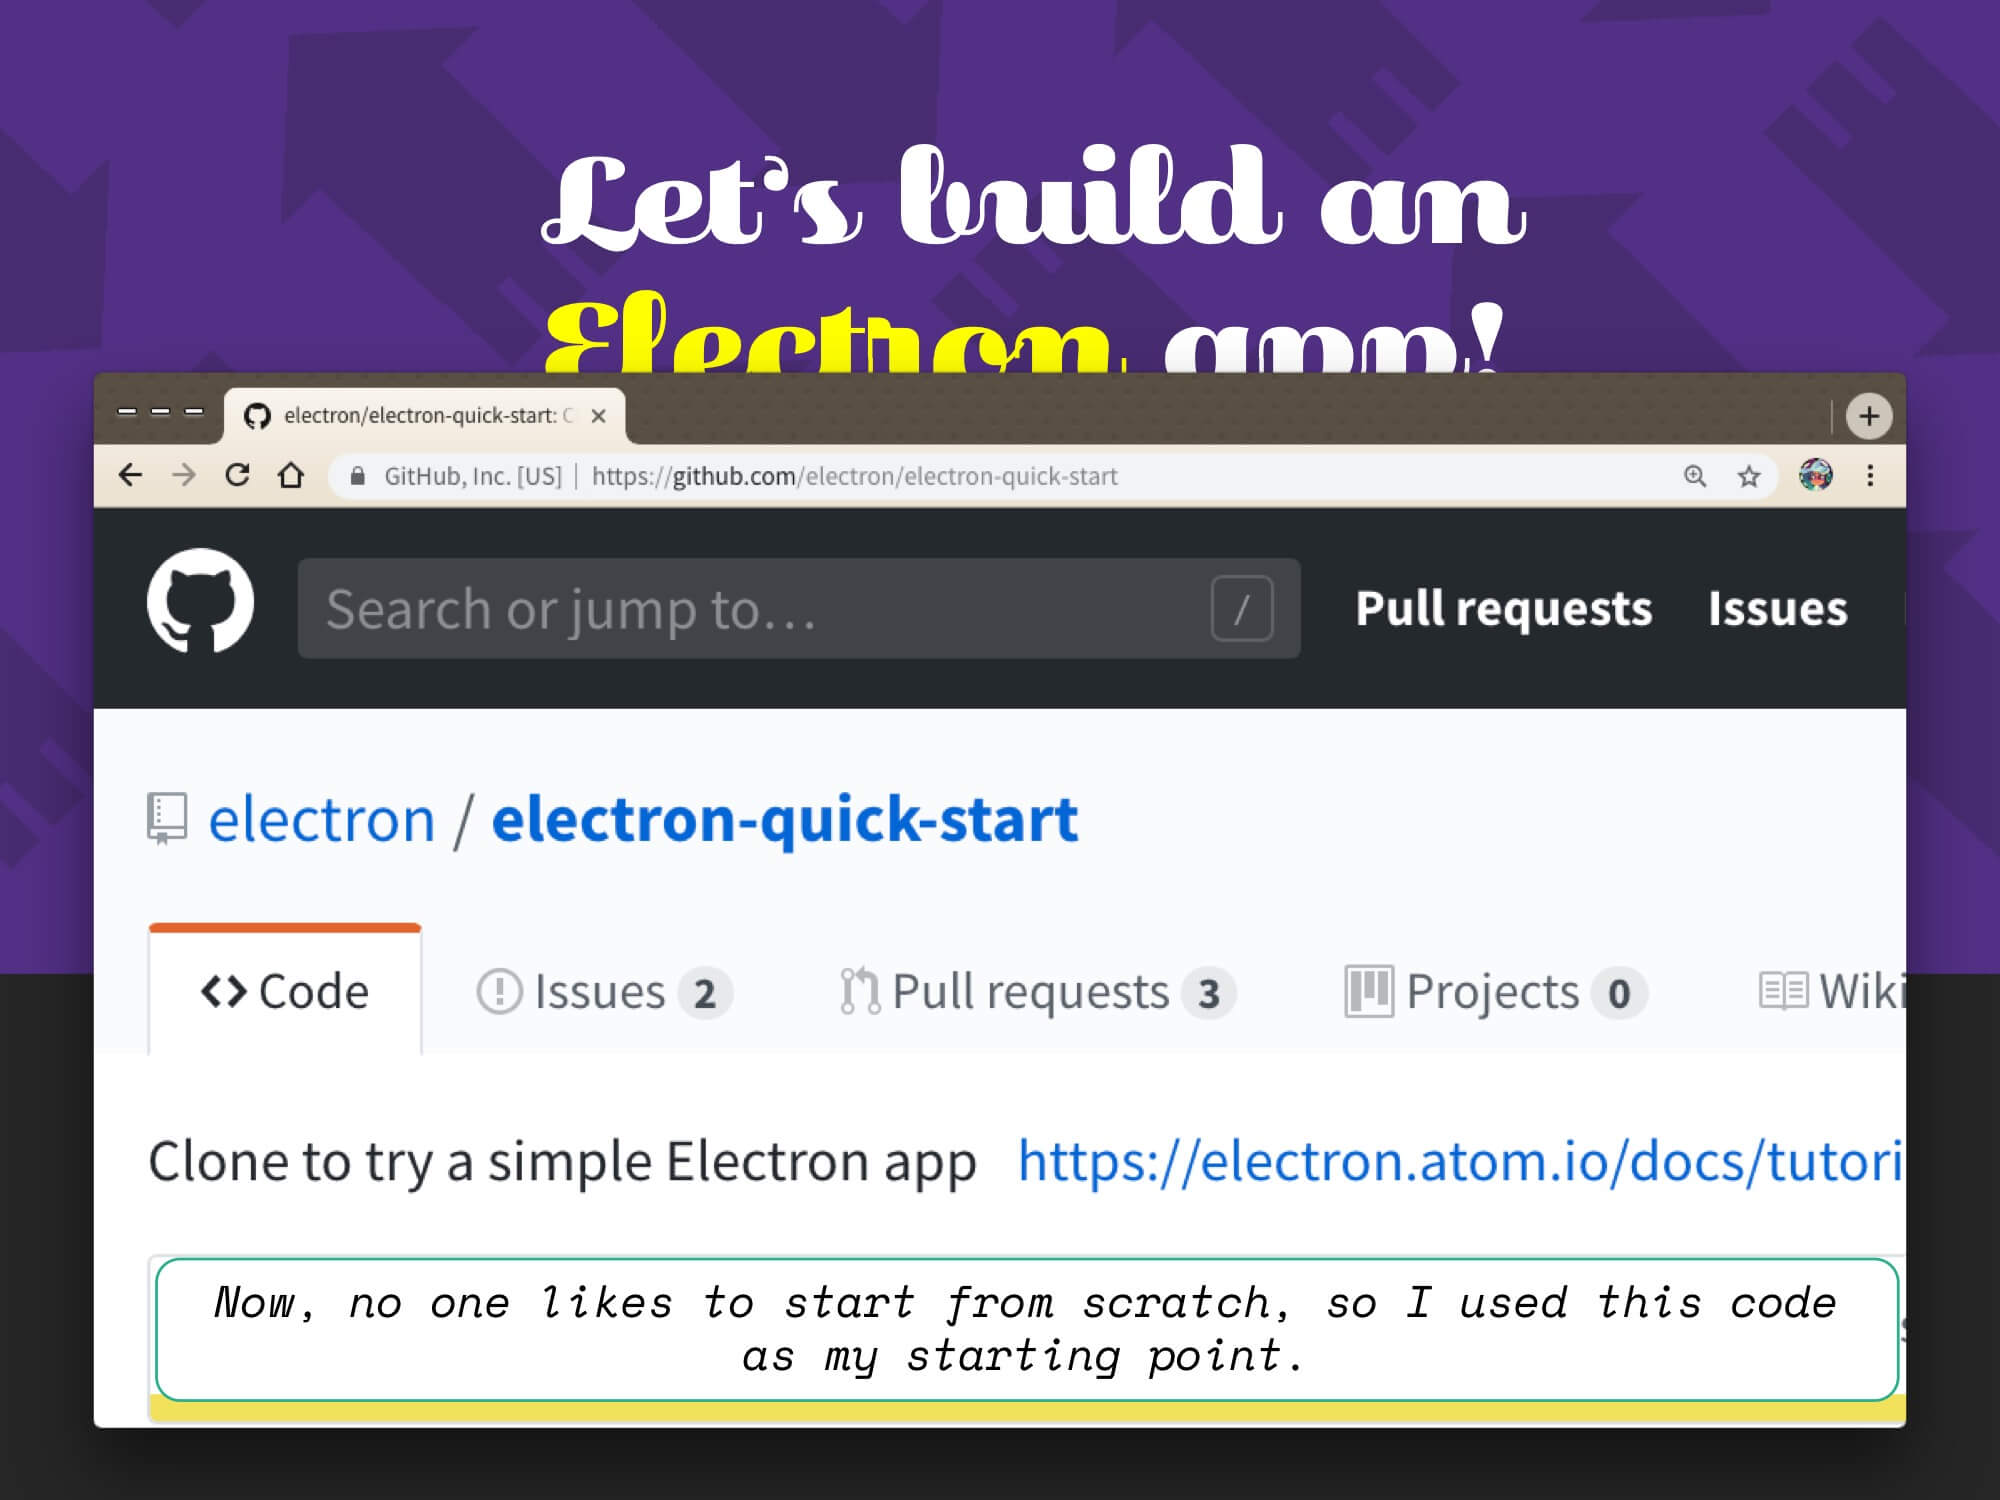 Let's build an
Electron app!
electron/electron-quick-start: C
GitHub, Inc. [US] | https://github.com/electron/electron-quick-start
Search or jump to… /
Pull requests Issues
electron / electron-quick-start
Code Issues 2 Pull requests 3 Projects 0 Wiki
Clone to try a simple Electron app https://electron.atom.io/docs/tutori
Now, no one likes to start from scratch, so I used this code
as my starting point.